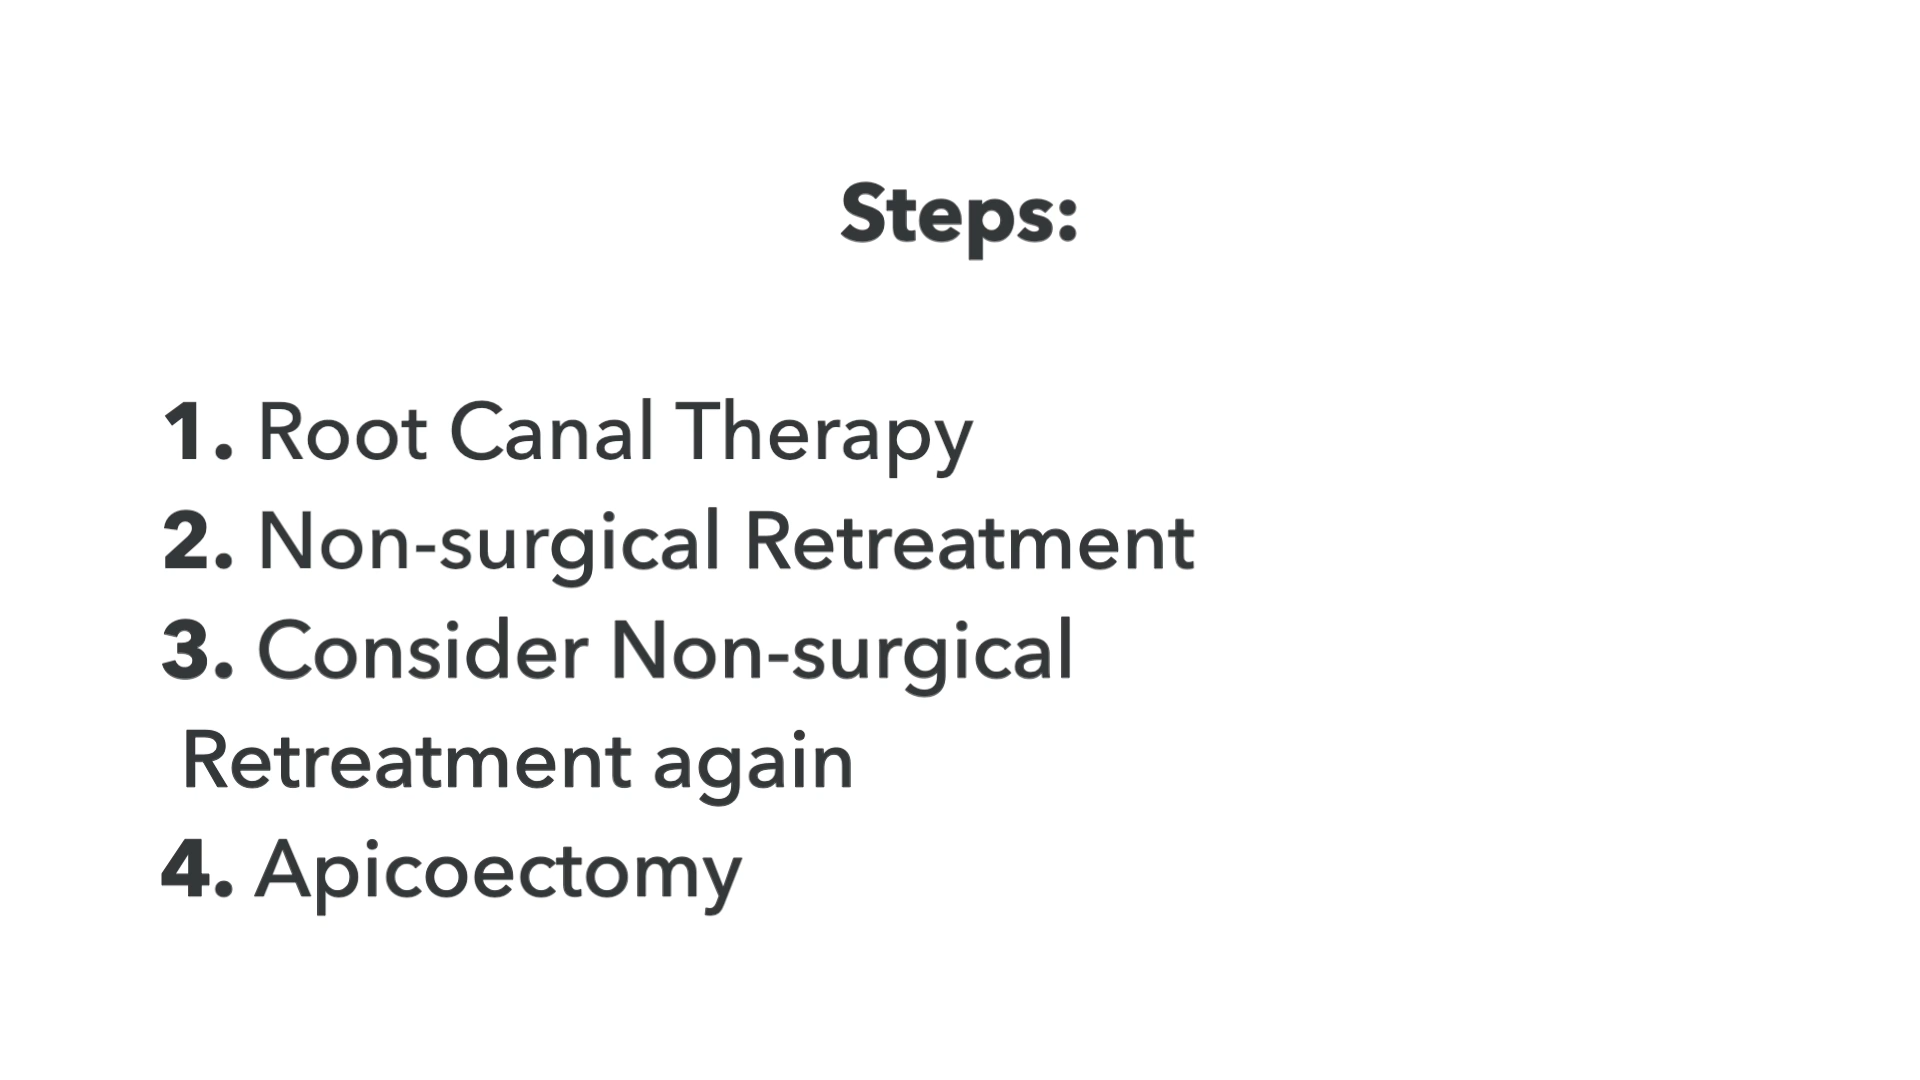 Steps:
1. Root Canal Therapy
2. Non-surgical Retreatment
3. Consider Non-surgical
Retreatment again
4. Apicoectomy